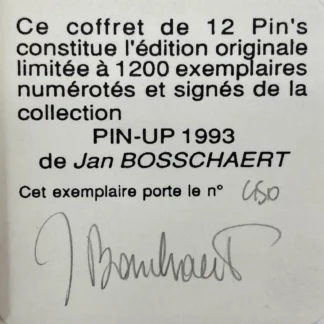 Ce coffret de 12 Pin's
constitue l'édition originale
limitée à 1200 exemplaires
numérotés et signés de la
collection
PIN-UP 1993
de Jan BOSSCHAERT
Cet exemplaire porte le n°
J Bosschaert